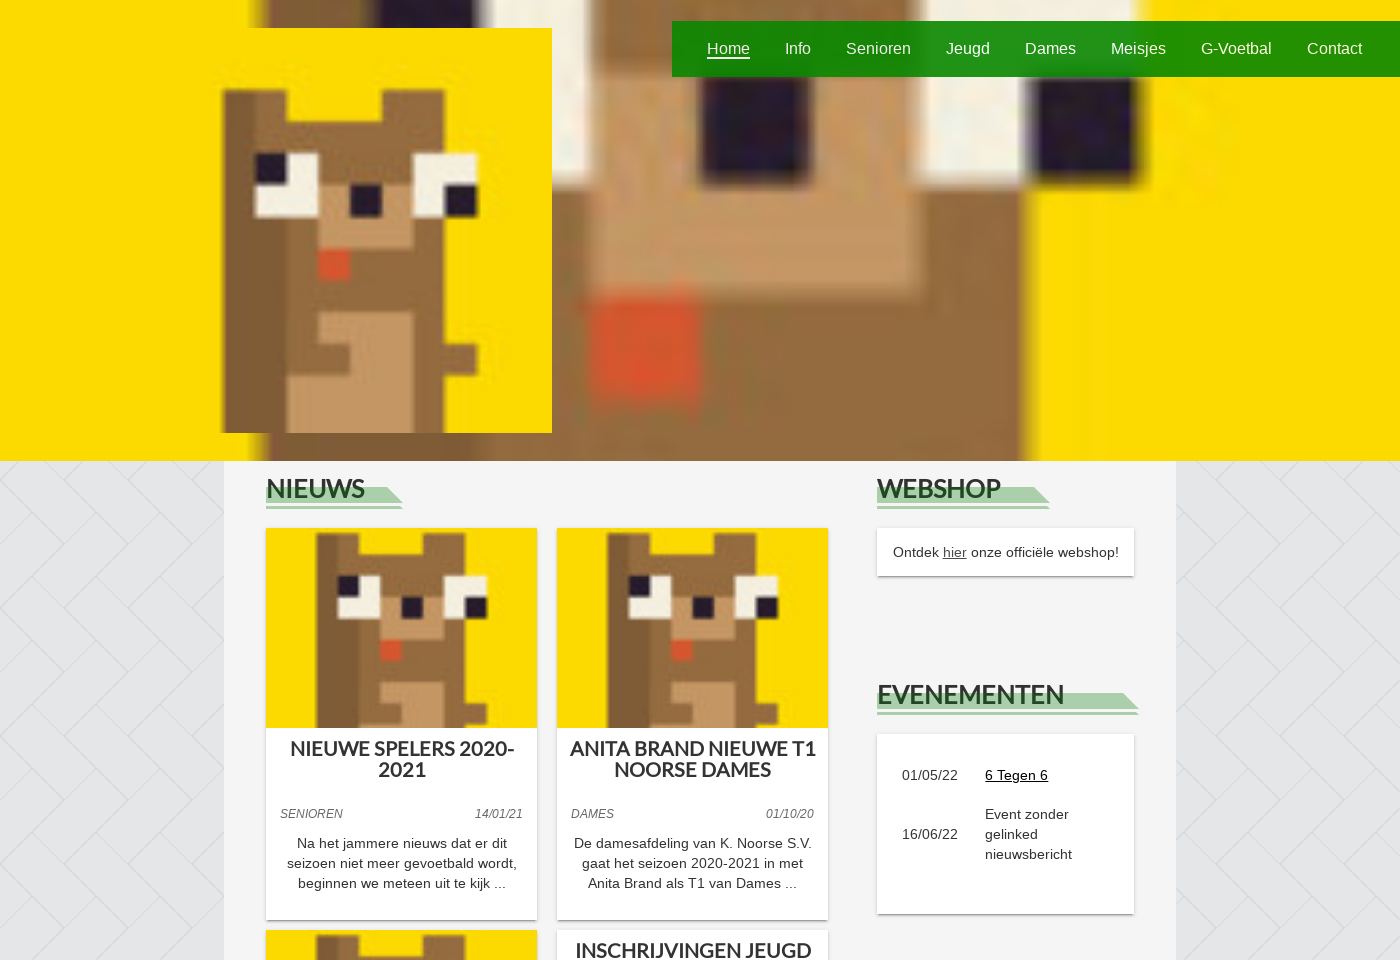 Home Info Senioren Jeugd Dames Meisjes G-Voetbal Contact
NIEUWS
NIEUWE SPELERS 2020-
2021
SENIOREN 14/01/21
Na het jammere nieuws dat er dit
seizoen niet meer gevoetbald wordt,
beginnen we meteen uit te kijk ...
ANITA BRAND NIEUWE T1
NOORSE DAMES
DAMES 01/10/20
De damesafdeling van K. Noorse S.V.
gaat het seizoen 2020-2021 in met
Anita Brand als T1 van Dames ...
INSCHRIJVINGEN JEUGD
WEBSHOP
Ontdek hier onze officiële webshop!
EVENEMENTEN
01/05/22 6 Tegen 6
16/06/22 Event zonder
gelinked
nieuwsbericht